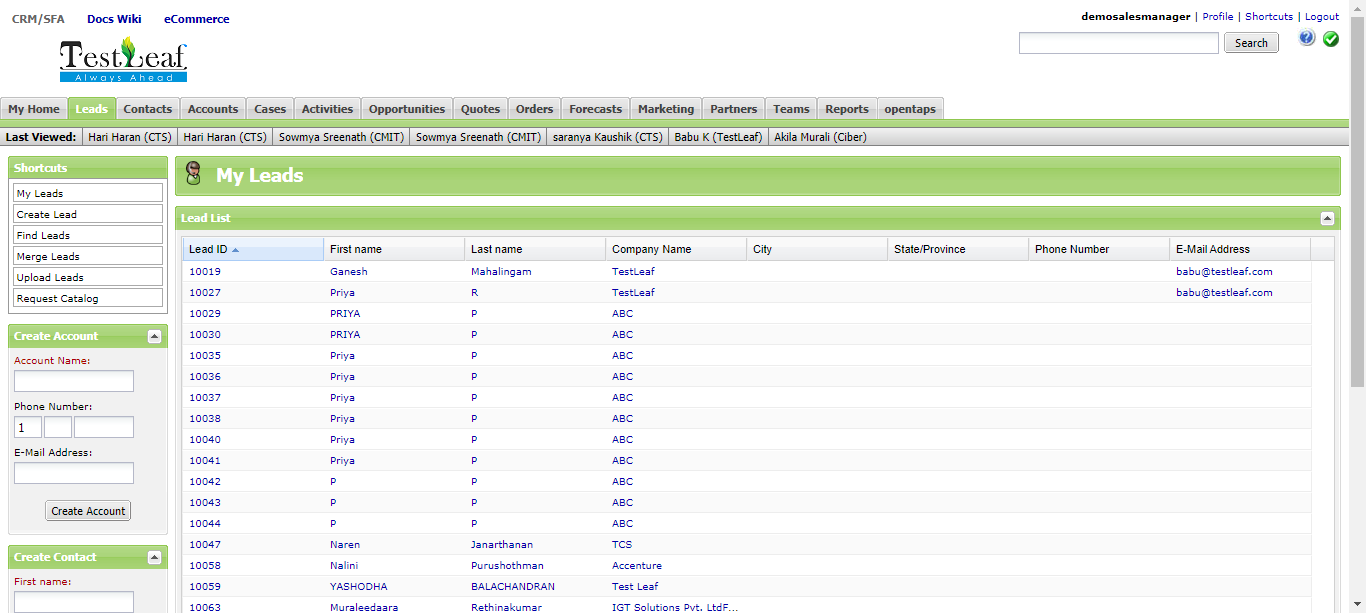 CRM/SFA Docs Wiki eCommerce
demosalesmanager | Profile | Shortcuts | Logout
TestLeaf
Always Ahead
Search
My Home Leads Contacts Accounts Cases Activities Opportunities Quotes Orders Forecasts Marketing Partners Teams Reports opentaps
Last Viewed: Hari Haran (CTS) Hari Haran (CTS) Sowmya Sreenath (CMIT) Sowmya Sreenath (CMIT) saranya Kaushik (CTS) Babu K (TestLeaf) Akila Murali (Ciber)
Shortcuts
My Leads
Create Lead
Find Leads
Merge Leads
Upload Leads
Request Catalog
Create Account
Account Name:
Phone Number:
1
E-Mail Address:
Create Account
Create Contact
First name:
My Leads
Lead List
Lead ID First name Last name Company Name City State/Province Phone Number E-Mail Address
10019 Ganesh Mahalingam TestLeaf babu@testleaf.com
10027 Priya R TestLeaf babu@testleaf.com
10029 PRIYA P ABC
10030 PRIYA P ABC
10035 Priya P ABC
10036 Priya P ABC
10037 Priya P ABC
10038 Priya P ABC
10040 Priya P ABC
10041 Priya P ABC
10042 P P ABC
10043 P P ABC
10044 P P ABC
10047 Naren Janarthanan TCS
10058 Nalini Purushothman Accenture
10059 YASHODHA BALACHANDRAN Test Leaf
10063 Muraleedaara Rethinakumar IGT Solutions Pvt. LtdF...